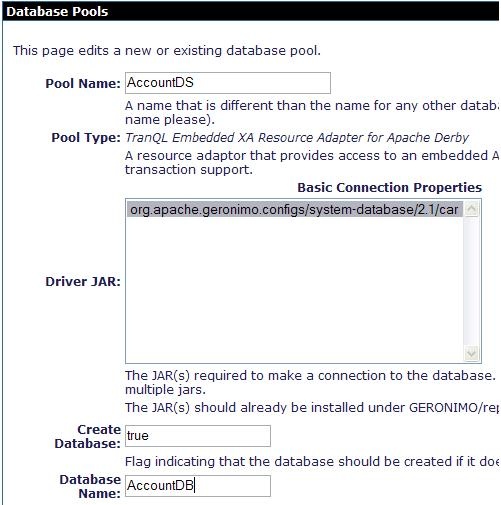 Database Pools
This page edits a new or existing database pool.
Pool Name: AccountDS
A name that is different than the name for any other
name please).
Pool Type: TranQL Embedded XA Resource Adapter for Apache Derby
A resource adaptor that provides access to an embedded
transaction support.
Basic Connection Properties
org.apache.geronimo.configs/system-database/2.1/car
Driver JAR:
The JAR(s) required to make a connection to the database.
multiple jars.
The JAR(s) should already be installed under
Create
Database: true
Flag indicating that the database should be created if it
Database
Name: AccountDB